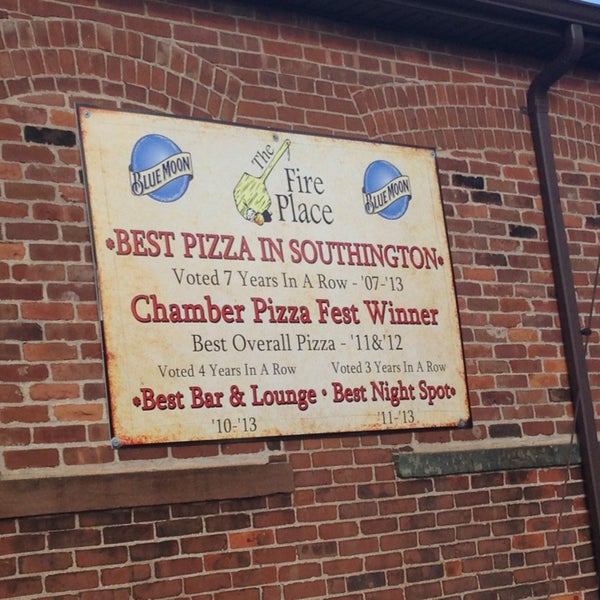 BLUE MOON
The
Fire
Place
BLUE MOON
•BEST PIZZA IN SOUTHINGTON•
Voted 7 Years In A Row - '07-'13
Chamber Pizza Fest Winner
Best Overall Pizza - '11&'12
Voted 4 Years In A Row Voted 3 Years In A Row
•Best Bar & Lounge • Best Night Spot•
'10-'13 '11-'13